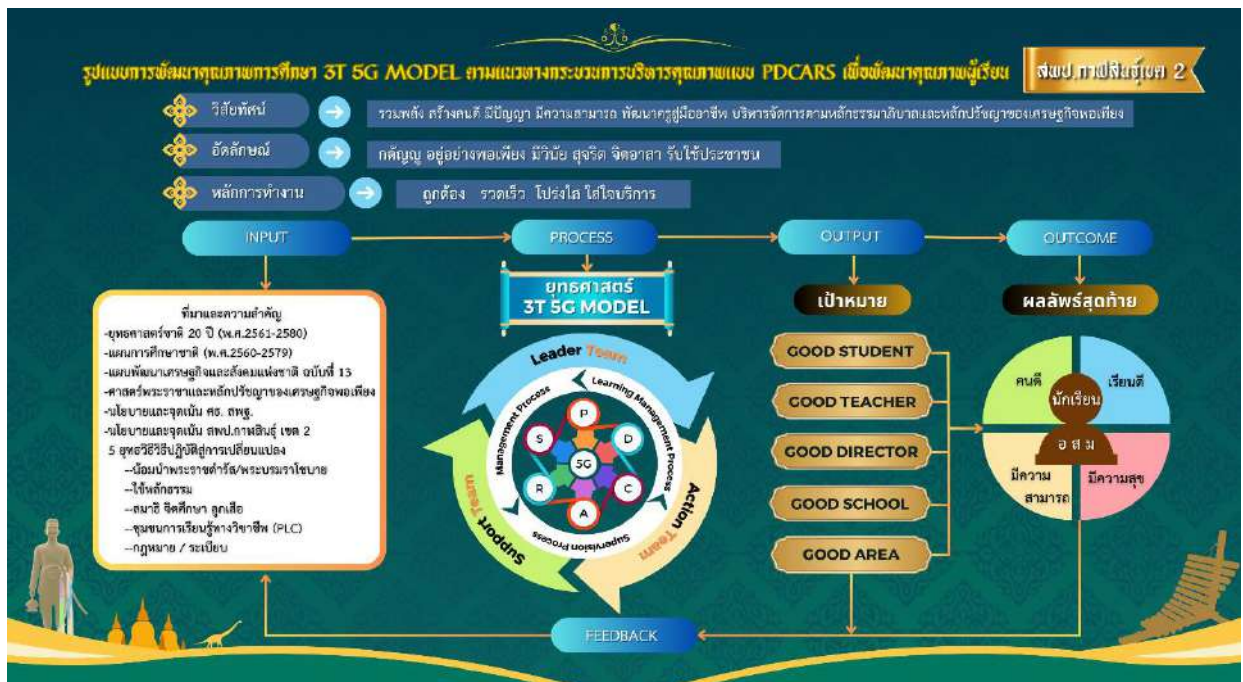 รูปแบบการพัฒนาคุณภาพการศึกษา 3T 5G MODEL ตามแนวทางกระบวนการบริหารคุณภาพแบบ PDCARS เพื่อพัฒนาคุณภาพผู้เรียน
สพป.กาฬสินธุ์เขต 2
วิสัยทัศน์
รวมพลัง สร้างคนดี มีปัญญา มีความสามารถ พัฒนาครูสู่มืออาชีพ บริหารจัดการตามหลักธรรมาภิบาลและหลักปรัชญาของเศรษฐกิจพอเพียง
อัตลักษณ์
กตัญญู อยู่อย่างพอเพียง มีวินัย สุจริต จิตอาสา รับใช้ประชาชน
หลักการทำงาน
ถูกต้อง รวดเร็ว โปร่งใส ใส่ใจบริการ
INPUT
PROCESS
OUTPUT
OUTCOME
ที่มาและความสำคัญ
-ยุทธศาสตร์ชาติ 20 ปี (พ.ศ.2561-2580)
-แผนการศึกษาชาติ (พ.ศ.2560-2579)
-แผนพัฒนาเศรษฐกิจและสังคมแห่งชาติ ฉบับที่ 13
-ศาสตร์พระราชาและหลักปรัชญาของเศรษฐกิจพอเพียง
-นโยบายและจุดเน้น ศธ. สพฐ.
-นโยบายและจุดเน้น สพป.กาฬสินธุ์ เขต 2
5 ยุทธวิธีวิถีปฏิบัติสู่การเปลี่ยนแปลง
--น้อมนำพระราชดำรัส/พระบรมราโชบาย
--ใช้หลักธรรม
--สมาธิ จิตศึกษา ลูกเสือ
--ชุมชนการเรียนรู้ทางวิชาชีพ (PLC)
--กฎหมาย / ระเบียบ
ยุทธศาสตร์
3T 5G MODEL
Leader Team
Action Team
Support Team
Learning Management Process
Supervision Process
Management Process
P
D
C
A
R
S
5G
เป้าหมาย
GOOD STUDENT
GOOD TEACHER
GOOD DIRECTOR
GOOD SCHOOL
GOOD AREA
ผลลัพธ์สุดท้าย
คนดี
เรียนดี
นักเรียน
อ ส ม
มีความ
สามารถ
มีความสุข
FEEDBACK